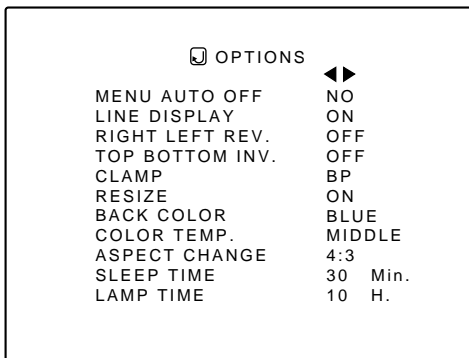 OPTIONS
MENU AUTO OFF NO
LINE DISPLAY ON
RIGHT LEFT REV. OFF
TOP BOTTOM INV. OFF
CLAMP BP
RESIZE ON
BACK COLOR BLUE
COLOR TEMP. MIDDLE
ASPECT CHANGE 4:3
SLEEP TIME 30 Min.
LAMP TIME 10 H.